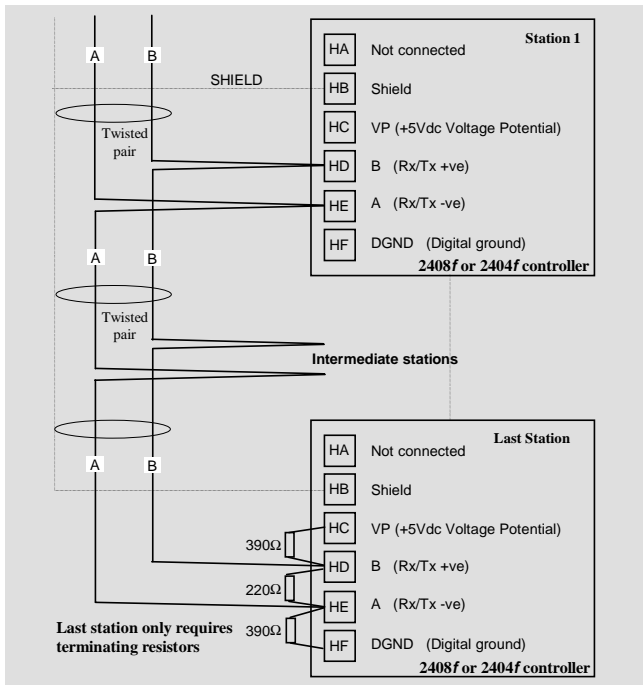 Station 1
A
B
HA Not connected
SHIELD
HB Shield
Twisted
pair
HC VP (+5Vdc Voltage Potential)
HD B (Rx/Tx +ve)
HE A (Rx/Tx -ve)
HF DGND (Digital ground)
2408f or 2404f controller
A
B
Twisted
pair
Intermediate stations
Last Station
A
B
HA Not connected
HB Shield
HC VP (+5Vdc Voltage Potential)
390Ω
HD B (Rx/Tx +ve)
220Ω
HE A (Rx/Tx -ve)
390Ω
HF DGND (Digital ground)
Last station only requires
terminating resistors
2408f or 2404f controller